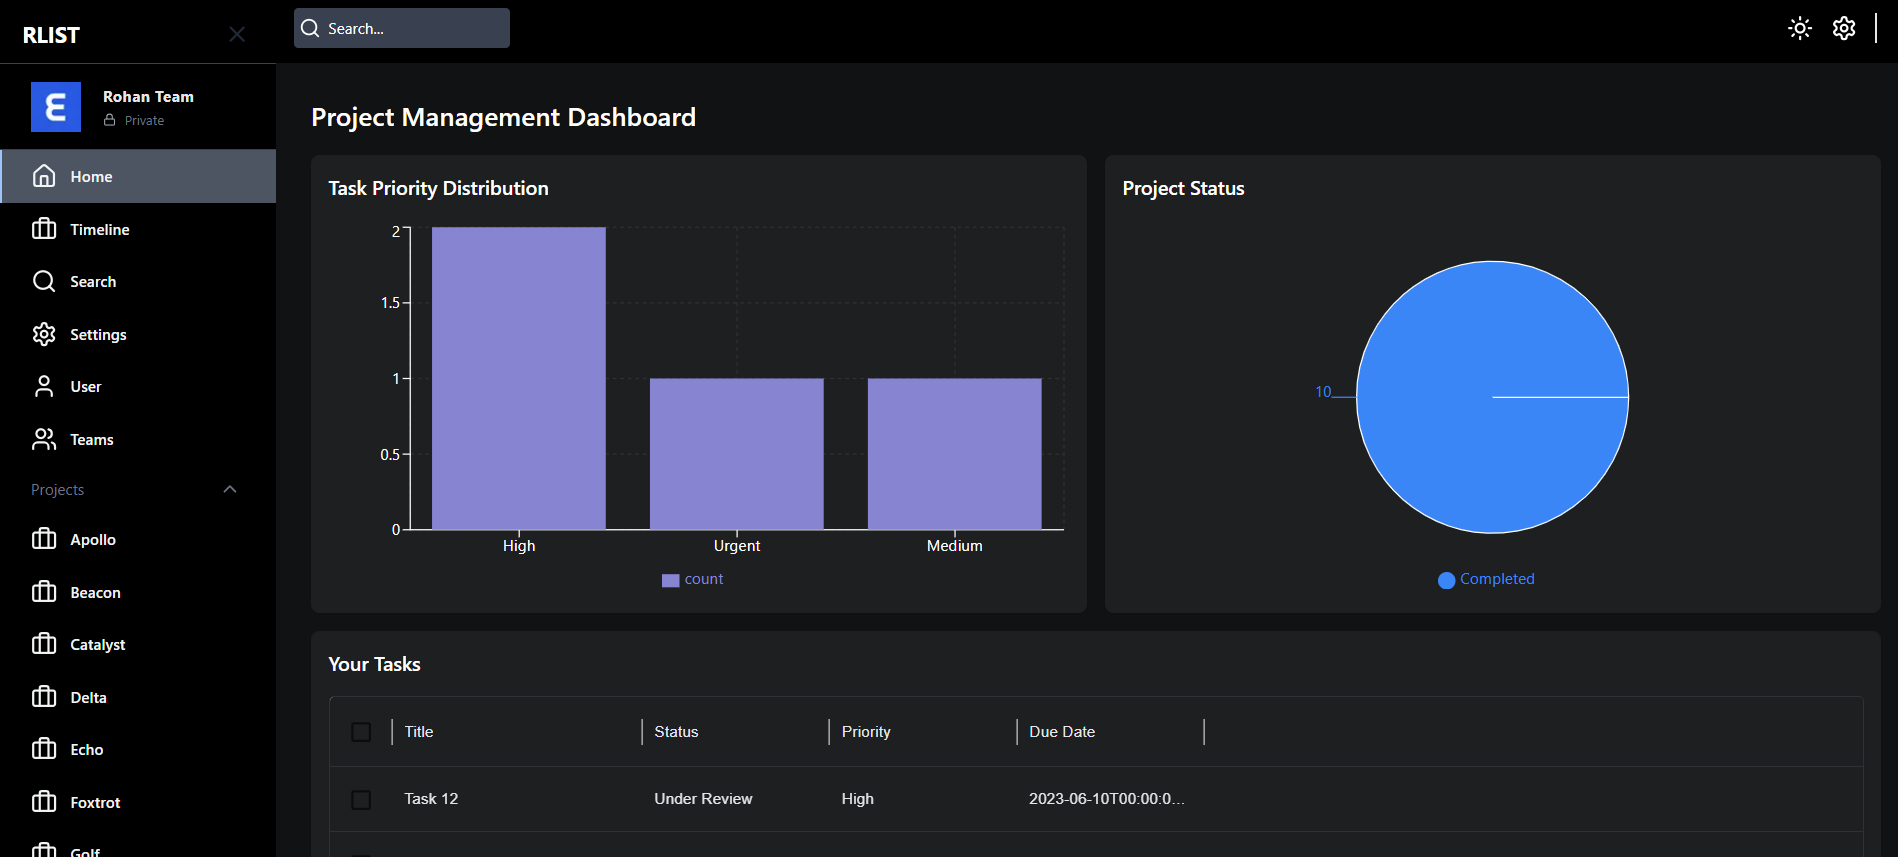 RLIST
Search...
Rohan Team
Private
Home
Timeline
Search
Settings
User
Teams
Projects
Apollo
Beacon
Catalyst
Delta
Echo
Foxtrot
Golf
Project Management Dashboard
Task Priority Distribution
2
1.5
1
0.5
0
High Urgent Medium
count
Project Status
10
Completed
Your Tasks
Title Status Priority Due Date
Task 12 Under Review High 2023-06-10T00:00:0...